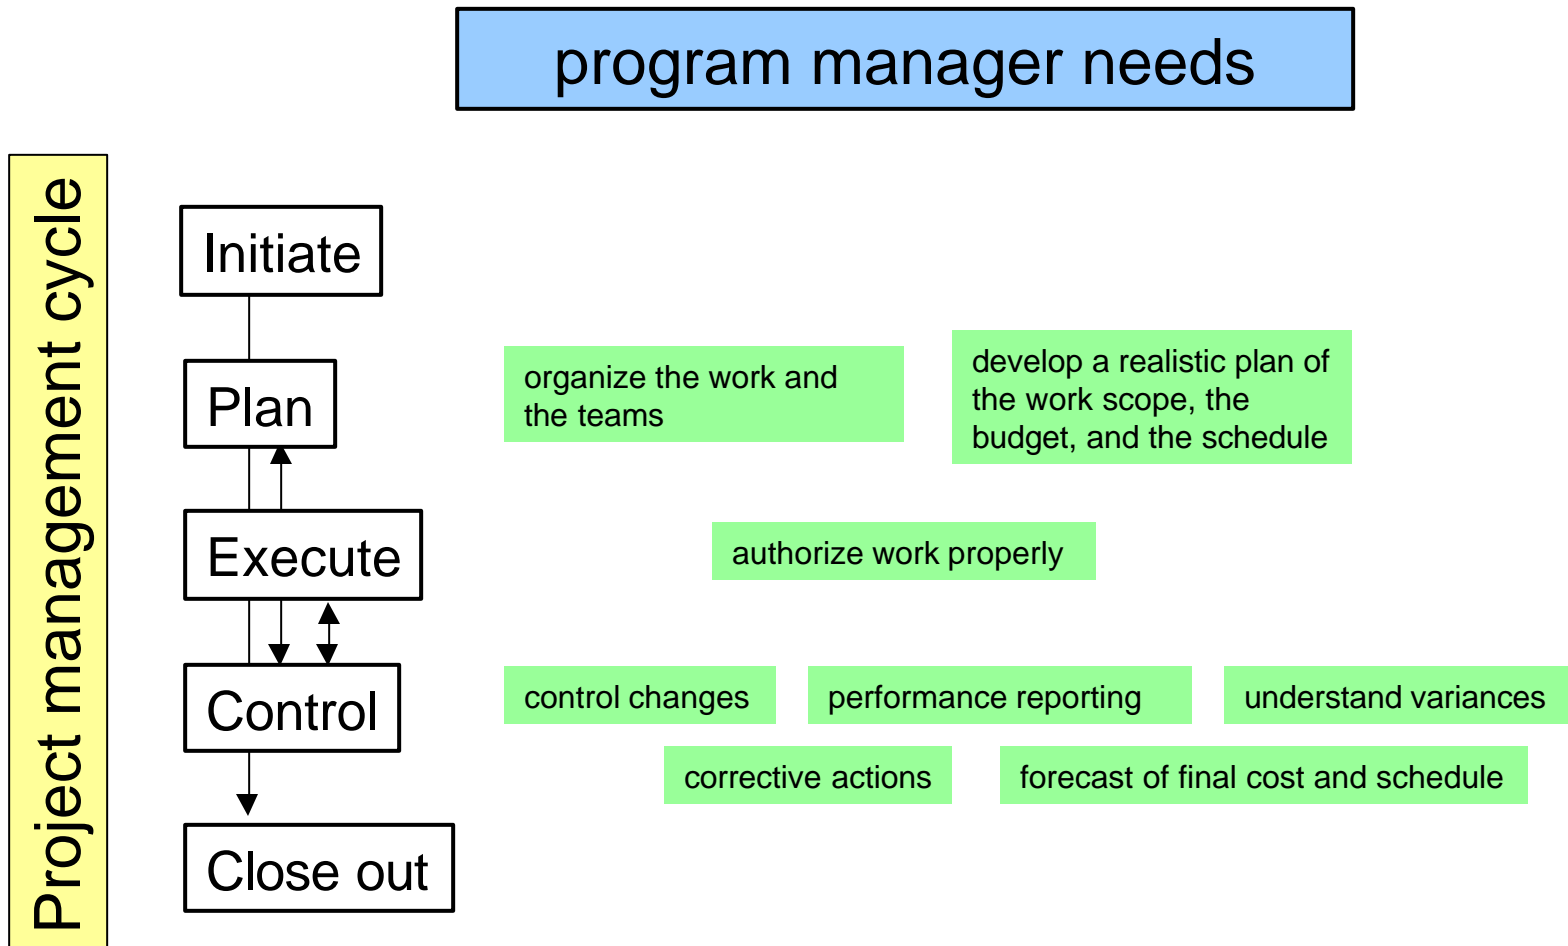 program manager needs
Project management cycle
Initiate
Plan
organize the work and
the teams
develop a realistic plan of
the work scope, the
budget, and the schedule
Execute
authorize work properly
Control
control changes
performance reporting
understand variances
corrective actions
forecast of final cost and schedule
Close out